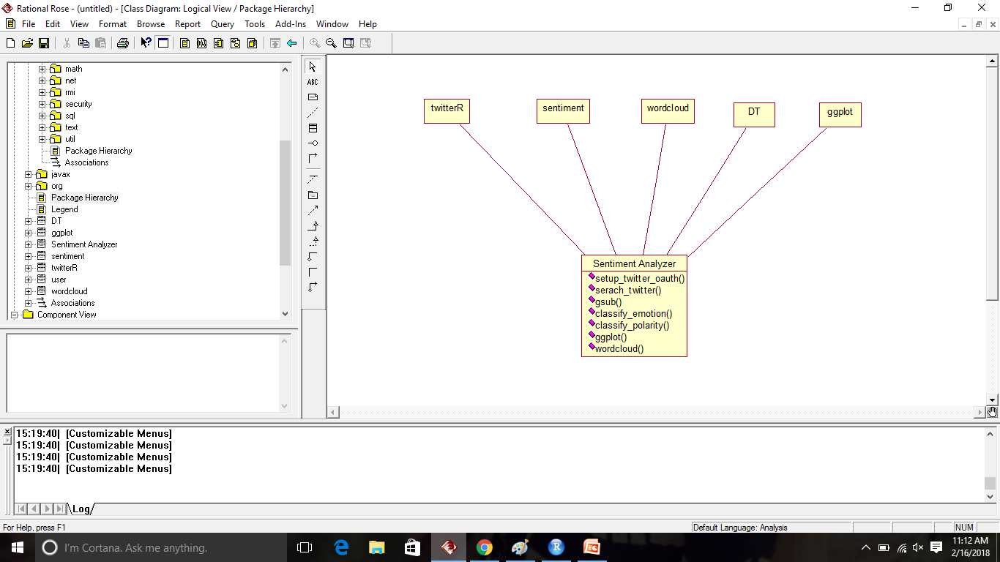 Rational Rose - (untitled) - [Class Diagram: Logical View / Package Hierarchy]
File Edit View Format Browse Report Query Tools Add-Ins Window Help
math
net
rmi
security
sql
text
util
Package Hierarchy
Associations
javax
org
Package Hierarchy
Legend
DT
ggplot
Sentiment Analyzer
sentiment
twitterR
user
wordcloud
Associations
Component View
ABC
twitterR
sentiment
wordcloud
DT
ggplot
Sentiment Analyzer
setup_twitter_oauth()
serach_twitter()
gsub()
classify_emotion()
classify_polarity()
ggplot()
wordcloud()
15:19:40| [Customizable Menus]
15:19:40| [Customizable Menus]
15:19:40| [Customizable Menus]
15:19:40| [Customizable Menus]
Log
For Help, press F1
Default Language: Analysis
NUM
I'm Cortana. Ask me anything.
11:12 AM
2/16/2018